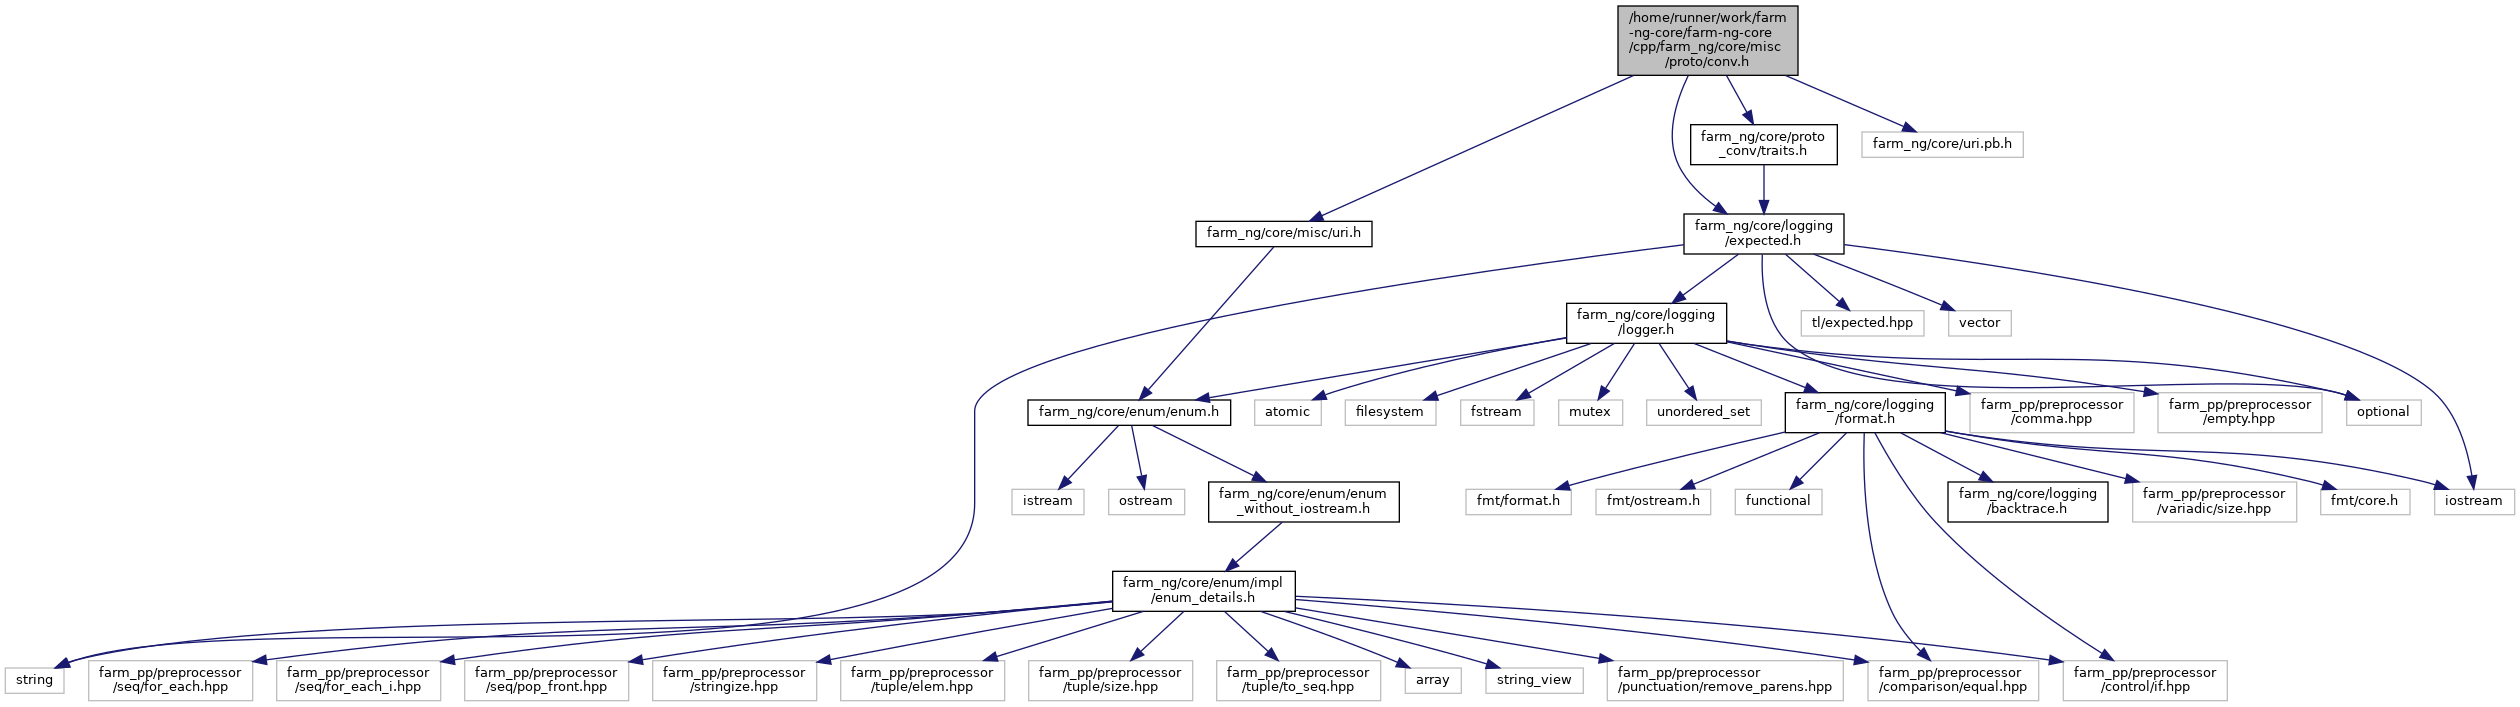 /home/runner/work/farm
-ng-core/farm-ng-core
/cpp/farm_ng/core/misc
/proto/conv.h
farm_ng/core/proto
_conv/traits.h
farm_ng/core/uri.pb.h
farm_ng/core/misc/uri.h
farm_ng/core/logging
/expected.h
farm_ng/core/logging
/logger.h
tl/expected.hpp
vector
farm_ng/core/enum/enum.h
atomic
filesystem
fstream
mutex
unordered_set
farm_ng/core/logging
/format.h
farm_pp/preprocessor
/comma.hpp
farm_pp/preprocessor
/empty.hpp
optional
istream
ostream
farm_ng/core/enum/enum
_without_iostream.h
fmt/format.h
fmt/ostream.h
functional
farm_ng/core/logging
/backtrace.h
farm_pp/preprocessor
/variadic/size.hpp
fmt/core.h
iostream
farm_ng/core/enum/impl
/enum_details.h
string
farm_pp/preprocessor
/seq/for_each.hpp
farm_pp/preprocessor
/seq/for_each_i.hpp
farm_pp/preprocessor
/seq/pop_front.hpp
farm_pp/preprocessor
/stringize.hpp
farm_pp/preprocessor
/tuple/elem.hpp
farm_pp/preprocessor
/tuple/size.hpp
farm_pp/preprocessor
/tuple/to_seq.hpp
array
string_view
farm_pp/preprocessor
/punctuation/remove_parens.hpp
farm_pp/preprocessor
/comparison/equal.hpp
farm_pp/preprocessor
/control/if.hpp